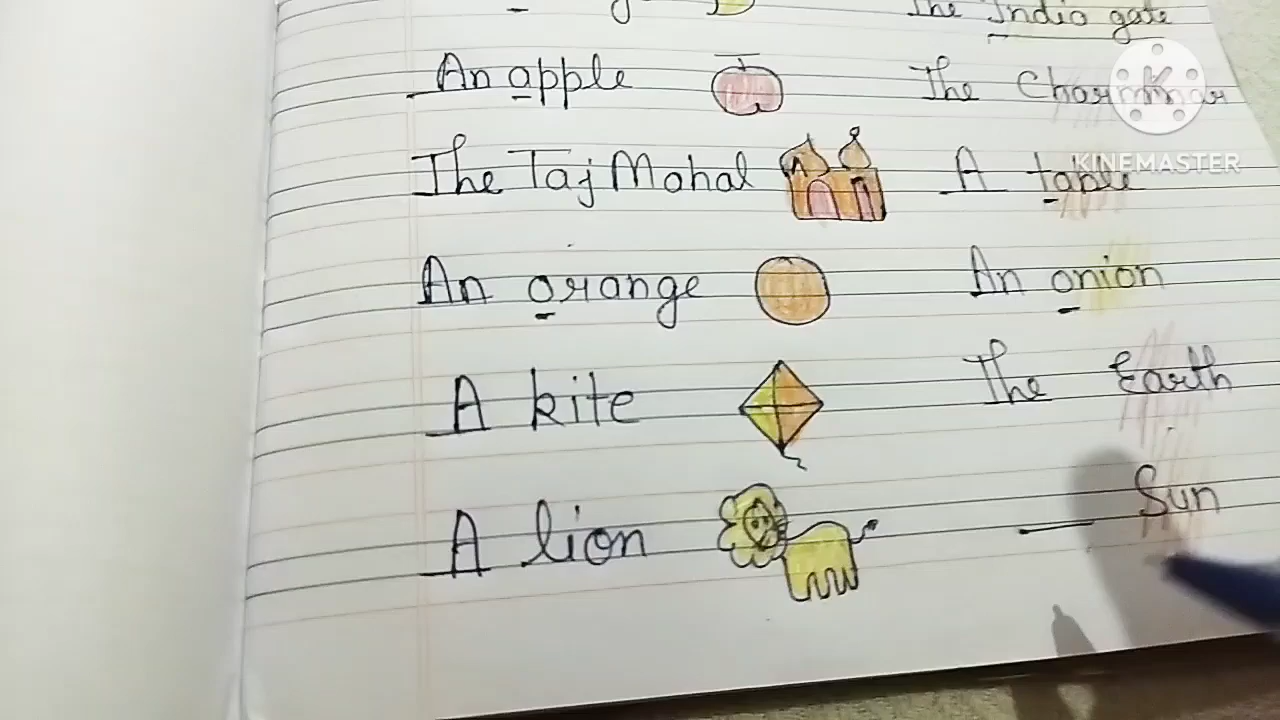 The India gate
An apple The Charminar
The Taj Mahal A table
An orange An onion
A kite The Earth
A lion __ Sun
KINEMASTER